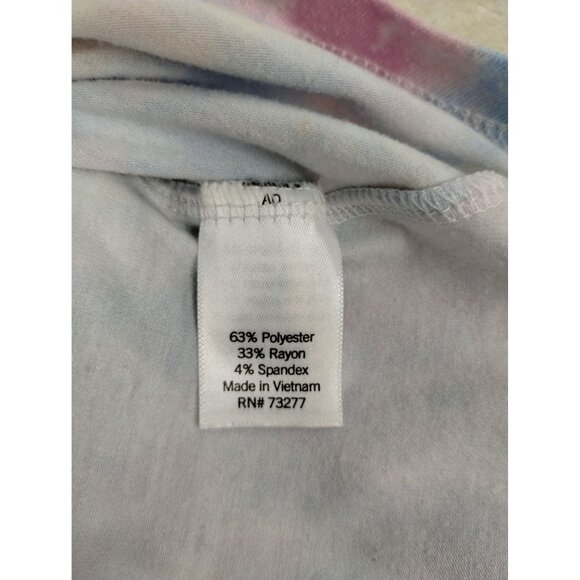 63% Polyester
33% Rayon
4% Spandex
Made in Vietnam
RN# 73277